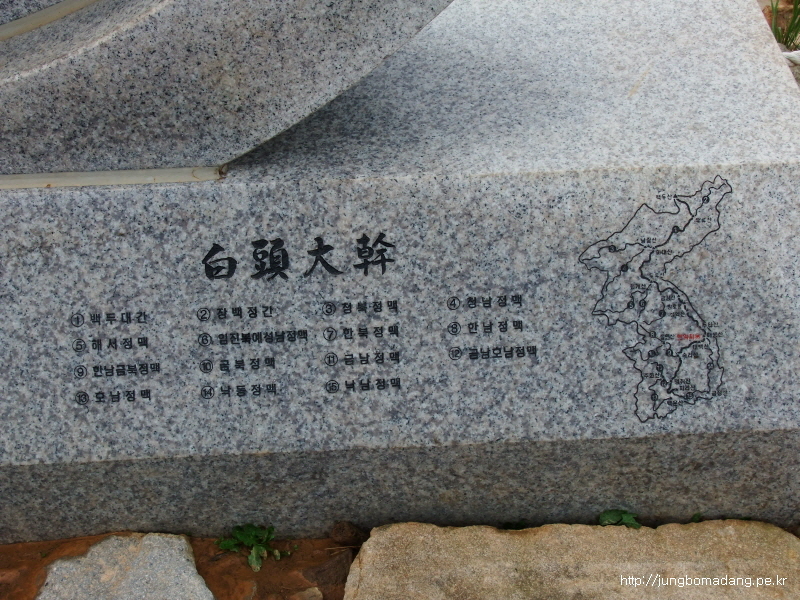 白頭大幹
① 백두대간 ② 장백정간 ③ 청북정맥 ④ 청남정맥
⑤ 해서정맥 ⑥ 임진북예성남정맥 ⑦ 한북정맥 ⑧ 한남정맥
⑨ 한남금북정맥 ⑩ 금북정맥 ⑪ 금남정맥 ⑫ 금남호남정맥
⑬ 호남정맥 ⑭ 낙동정맥 ⑮ 낙남정맥
http://jungbomadang.pe.kr